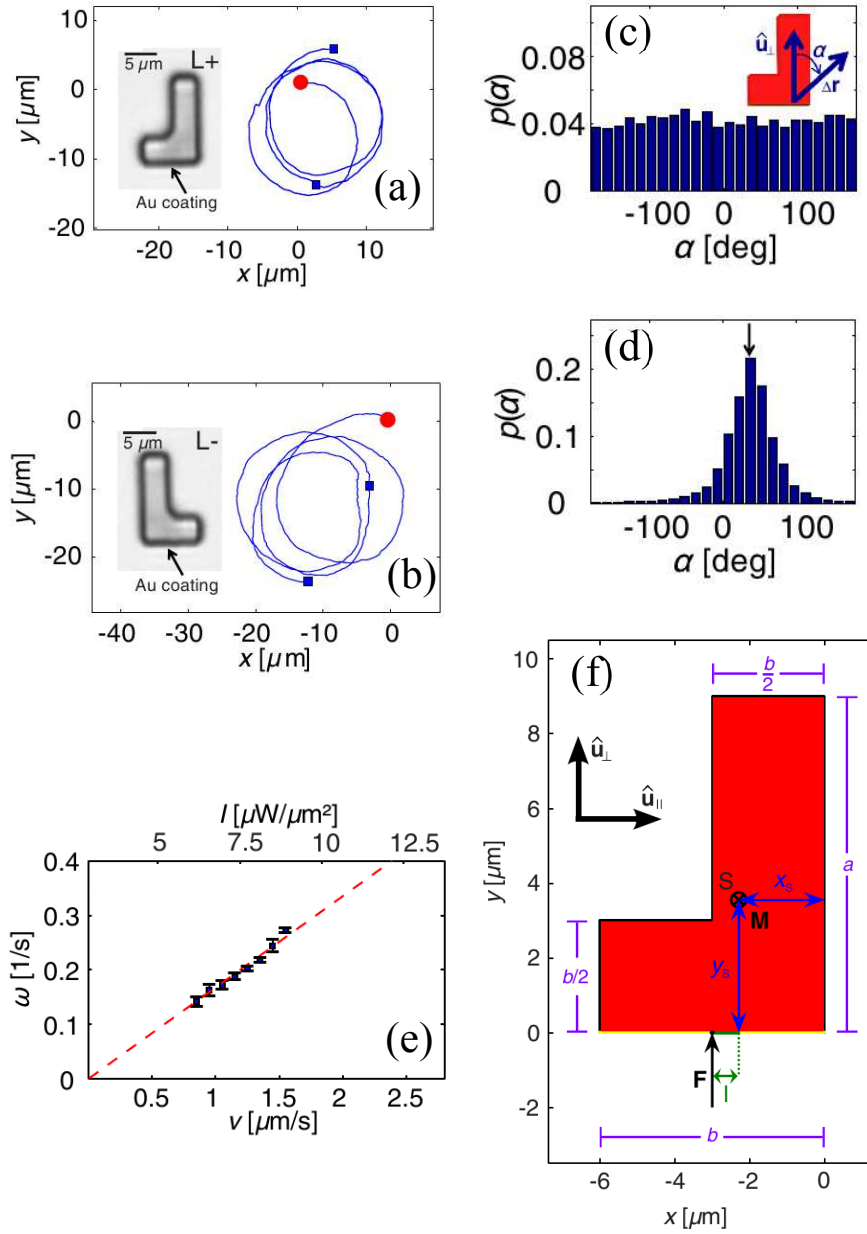 10
0
-10
-20
y [µm]
5 µm
L+
Au coating
(a)
-20
-10
0
10
x [µm]
0.08
0.04
0
p(α)
û⊥
α
Δr
(c)
-100
0
100
α [deg]
0
-10
-20
y [µm]
5 µm
L-
Au coating
(b)
-40
-30
-20
-10
0
x [µm]
0.2
0.1
0
p(α)
(d)
-100
0
100
α [deg]
I [µW/µm²]
5
7.5
10
12.5
0.4
0.3
0.2
0.1
0
ω [1/s]
(e)
0.5
1
1.5
2
2.5
v [µm/s]
(f)
10
8
6
4
2
0
-2
y [µm]
b/2
û⊥
û||
a
S
xs
M
b/2
ys
F
l
b
-6
-4
-2
0
x [µm]